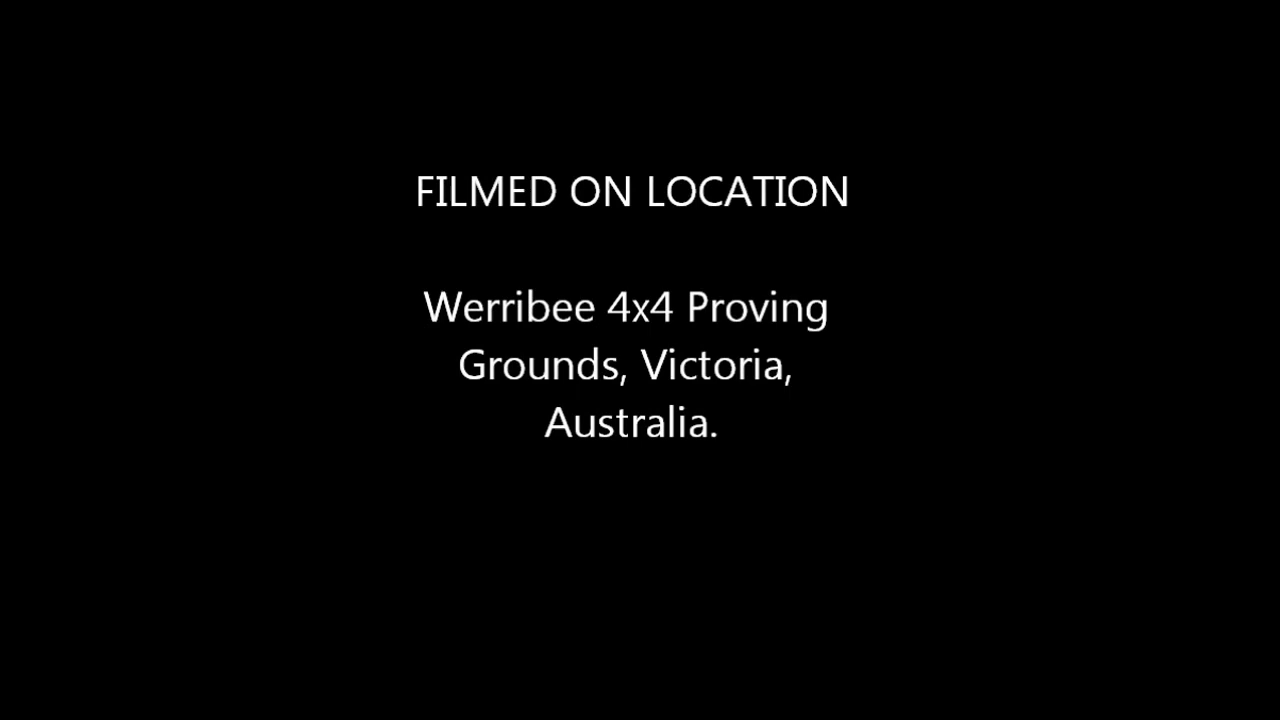 FILMED ON LOCATION
Werribee 4x4 Proving
Grounds, Victoria,
Australia.